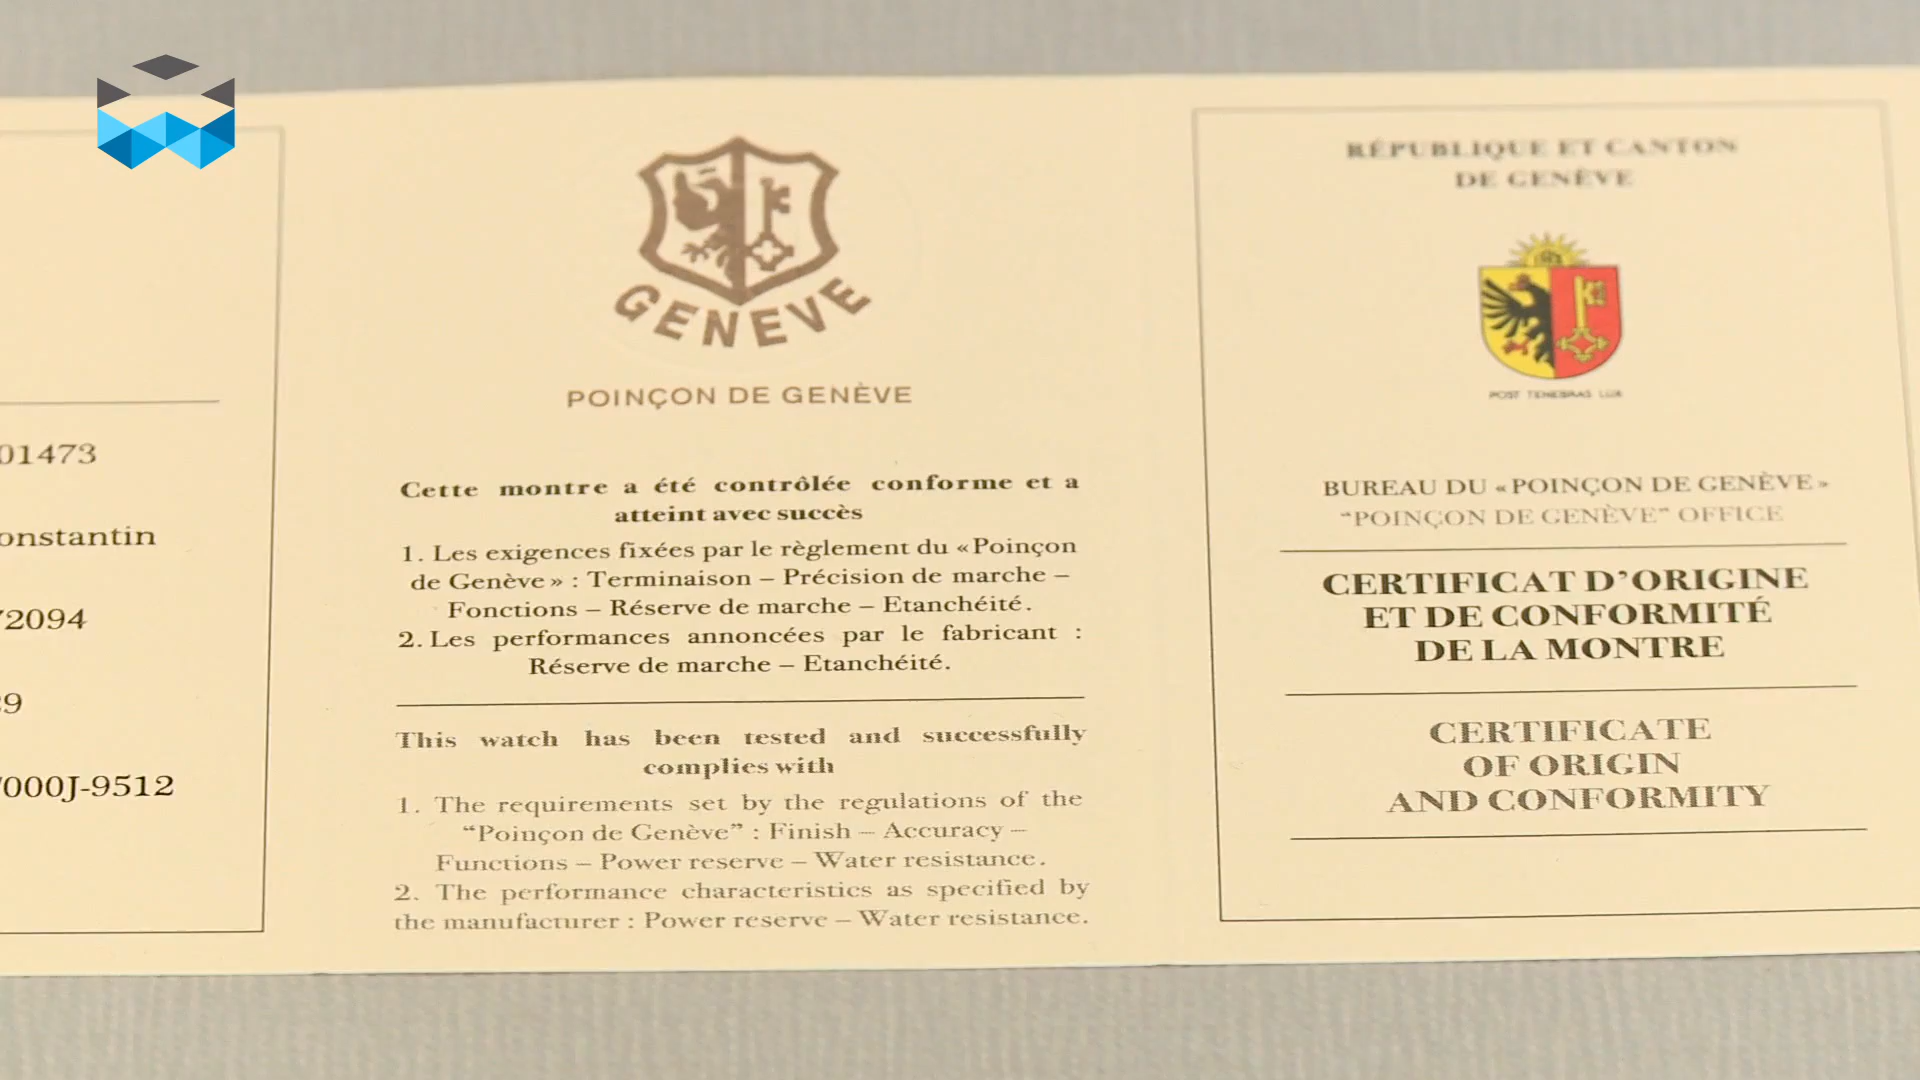 01473
onstantin
72094
89
7000J-9512
GENEVE
POINÇON DE GENÈVE
Cette montre a été contrôlée conforme et a
atteint avec succès
1. Les exigences fixées par le règlement du « Poinçon
de Genève » : Terminaison – Précision de marche –
Fonctions – Réserve de marche – Etanchéité.
2. Les performances annoncées par le fabricant :
Réserve de marche – Etanchéité.
This watch has been tested and successfully
complies with
1. The requirements set by the regulations of the
“Poinçon de Genève” : Finish – Accuracy –
Functions – Power reserve – Water resistance.
2. The performance characteristics as specified by
the manufacturer : Power reserve – Water resistance.
RÉPUBLIQUE ET CANTON
DE GENÈVE
POST TENEBRAS LUX
BUREAU DU « POINÇON DE GENÈVE »
“POINÇON DE GENÈVE” OFFICE
CERTIFICAT D’ORIGINE
ET DE CONFORMITÉ
DE LA MONTRE
CERTIFICATE
OF ORIGIN
AND CONFORMITY